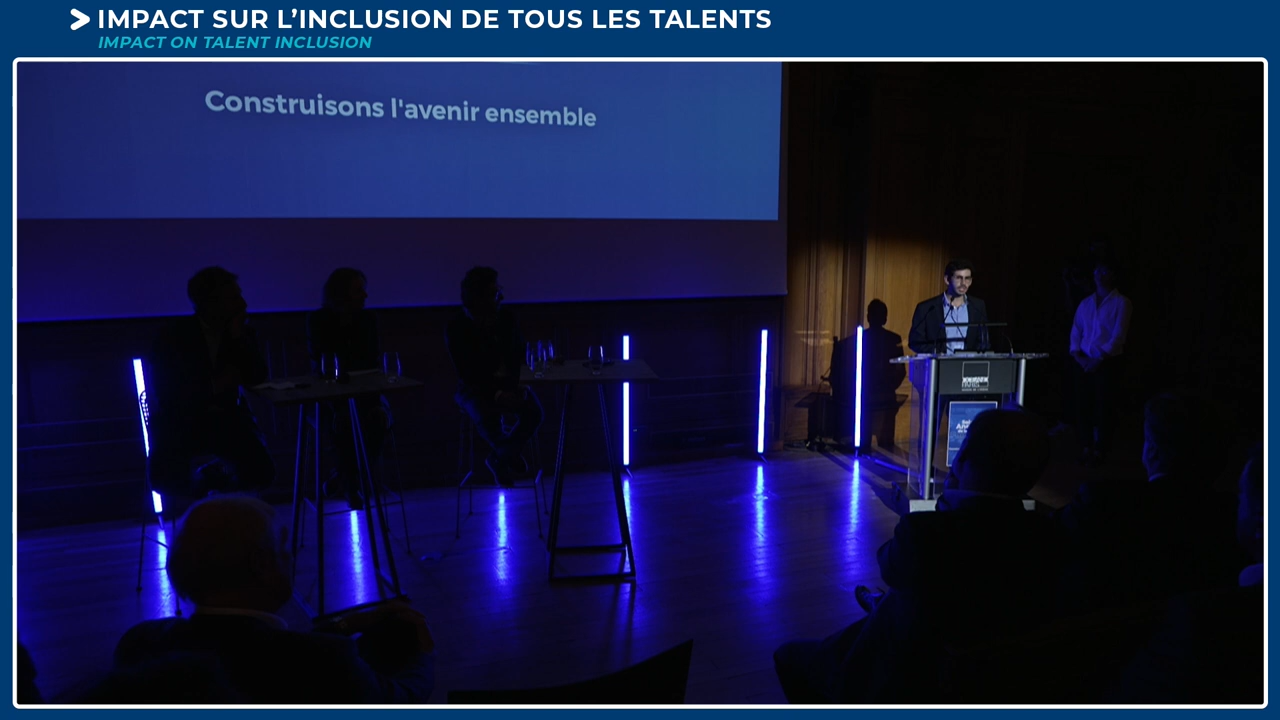 IMPACT SUR L’INCLUSION DE TOUS LES TALENTS
IMPACT ON TALENT INCLUSION
Construisons l'avenir ensemble